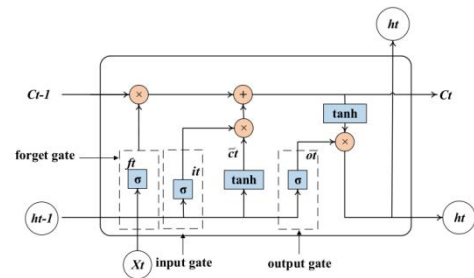 ht
Ct-1
×
+
Ct
tanh
forget gate
×
c̃t
ot
×
ft
it
σ
σ
tanh
σ
ht-1
ht
Xt
input gate
output gate